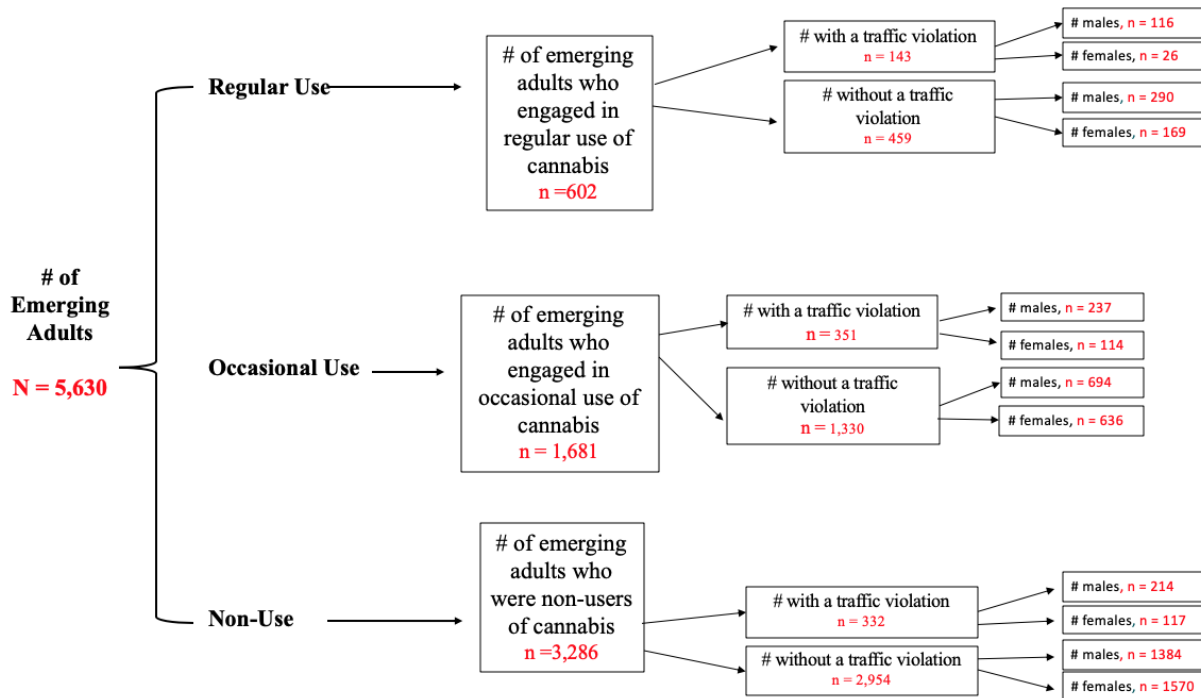 # of
Emerging
Adults
N = 5,630
Regular Use
# of emerging
adults who
engaged in
regular use of
cannabis
n =602
# with a traffic violation
n = 143
# males, n = 116
# females, n = 26
# without a traffic
violation
n = 459
# males, n = 290
# females, n = 169
Occasional Use
# of emerging
adults who
engaged in
occasional use of
cannabis
n = 1,681
# with a traffic violation
n = 351
# males, n = 237
# females, n = 114
# without a traffic
violation
n = 1,330
# males, n = 694
# females, n = 636
Non-Use
# of emerging
adults who
were non-users
of cannabis
n =3,286
# with a traffic violation
n = 332
# males, n = 214
# females, n = 117
# without a traffic violation
n = 2,954
# males, n = 1384
# females, n = 1570